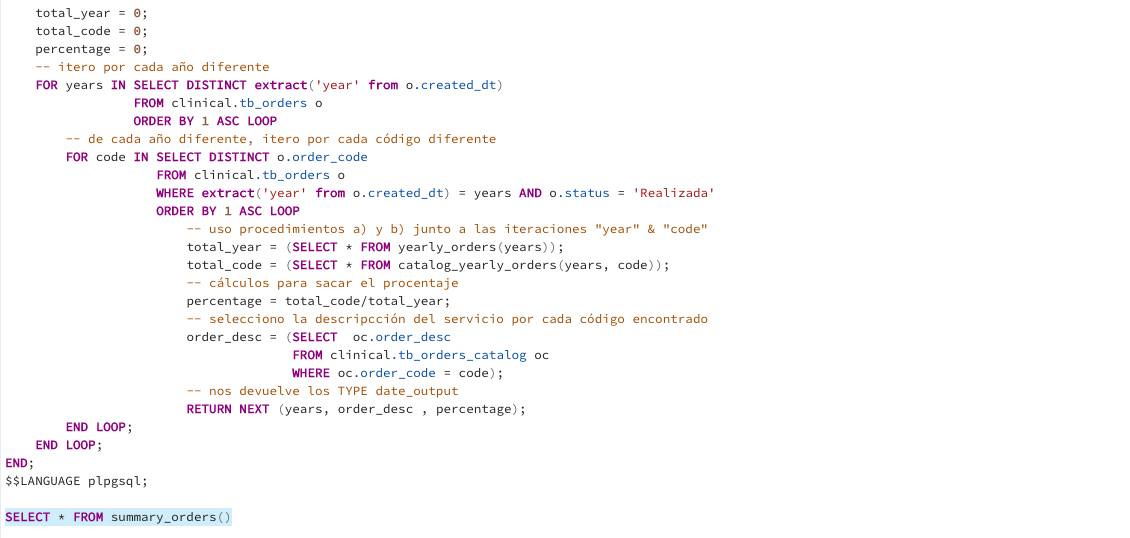 total_year = 0;
total_code = 0;
percentage = 0;
-- itero por cada año diferente
FOR years IN SELECT DISTINCT extract('year' from o.created_dt)
FROM clinical.tb_orders o
ORDER BY 1 ASC LOOP
-- de cada año diferente, itero por cada código diferente
FOR code IN SELECT DISTINCT o.order_code
FROM clinical.tb_orders o
WHERE extract('year' from o.created_dt) = years AND o.status = 'Realizada'
ORDER BY 1 ASC LOOP
-- uso procedimientos a) y b) junto a las iteraciones "year" & "code"
total_year = (SELECT * FROM yearly_orders(years));
total_code = (SELECT * FROM catalog_yearly_orders(years, code));
-- cálculos para sacar el procentaje
percentage = total_code/total_year;
-- selecciono la descripcción del servicio por cada código encontrado
order_desc = (SELECT  oc.order_desc
FROM clinical.tb_orders_catalog oc
WHERE oc.order_code = code);
-- nos devuelve los TYPE date_output
RETURN NEXT (years, order_desc , percentage);
END LOOP;
END LOOP;
END;
$$LANGUAGE plpgsql;
SELECT * FROM summary_orders()